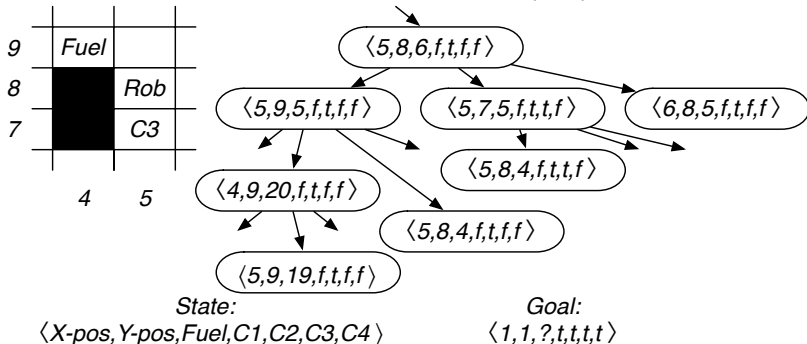 9 Fuel
8 Rob
7 C3
4 5
⟨5,8,6,f,t,f,f⟩
⟨5,9,5,f,t,f,f⟩ ⟨5,7,5,f,t,t,f⟩ ⟨6,8,5,f,t,f,f⟩
⟨5,8,4,f,t,t,f⟩
⟨4,9,20,f,t,f,f⟩
⟨5,8,4,f,t,f,f⟩
⟨5,9,19,f,t,f,f⟩
State: Goal:
⟨X-pos,Y-pos,Fuel,C1,C2,C3,C4⟩ ⟨1,1,?,t,t,t,t⟩